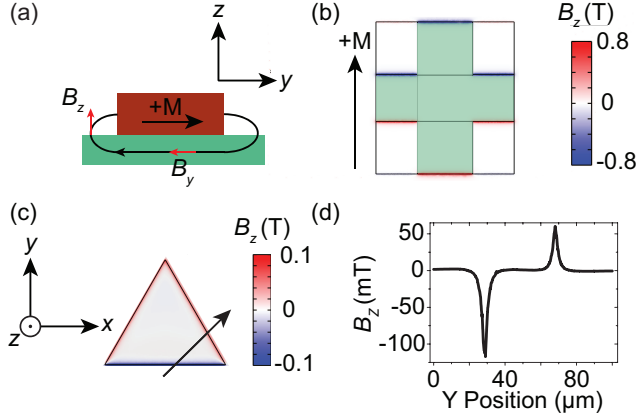 (a)
z
y
+M
B_z
B_y
(b)
B_z(T)
+M
0.8
0
-0.8
(c)
B_z(T)
y
z
x
0.1
0
-0.1
(d)
B_Z(mT)
50
0
-50
-100
0
40
80
Y Position (µm)